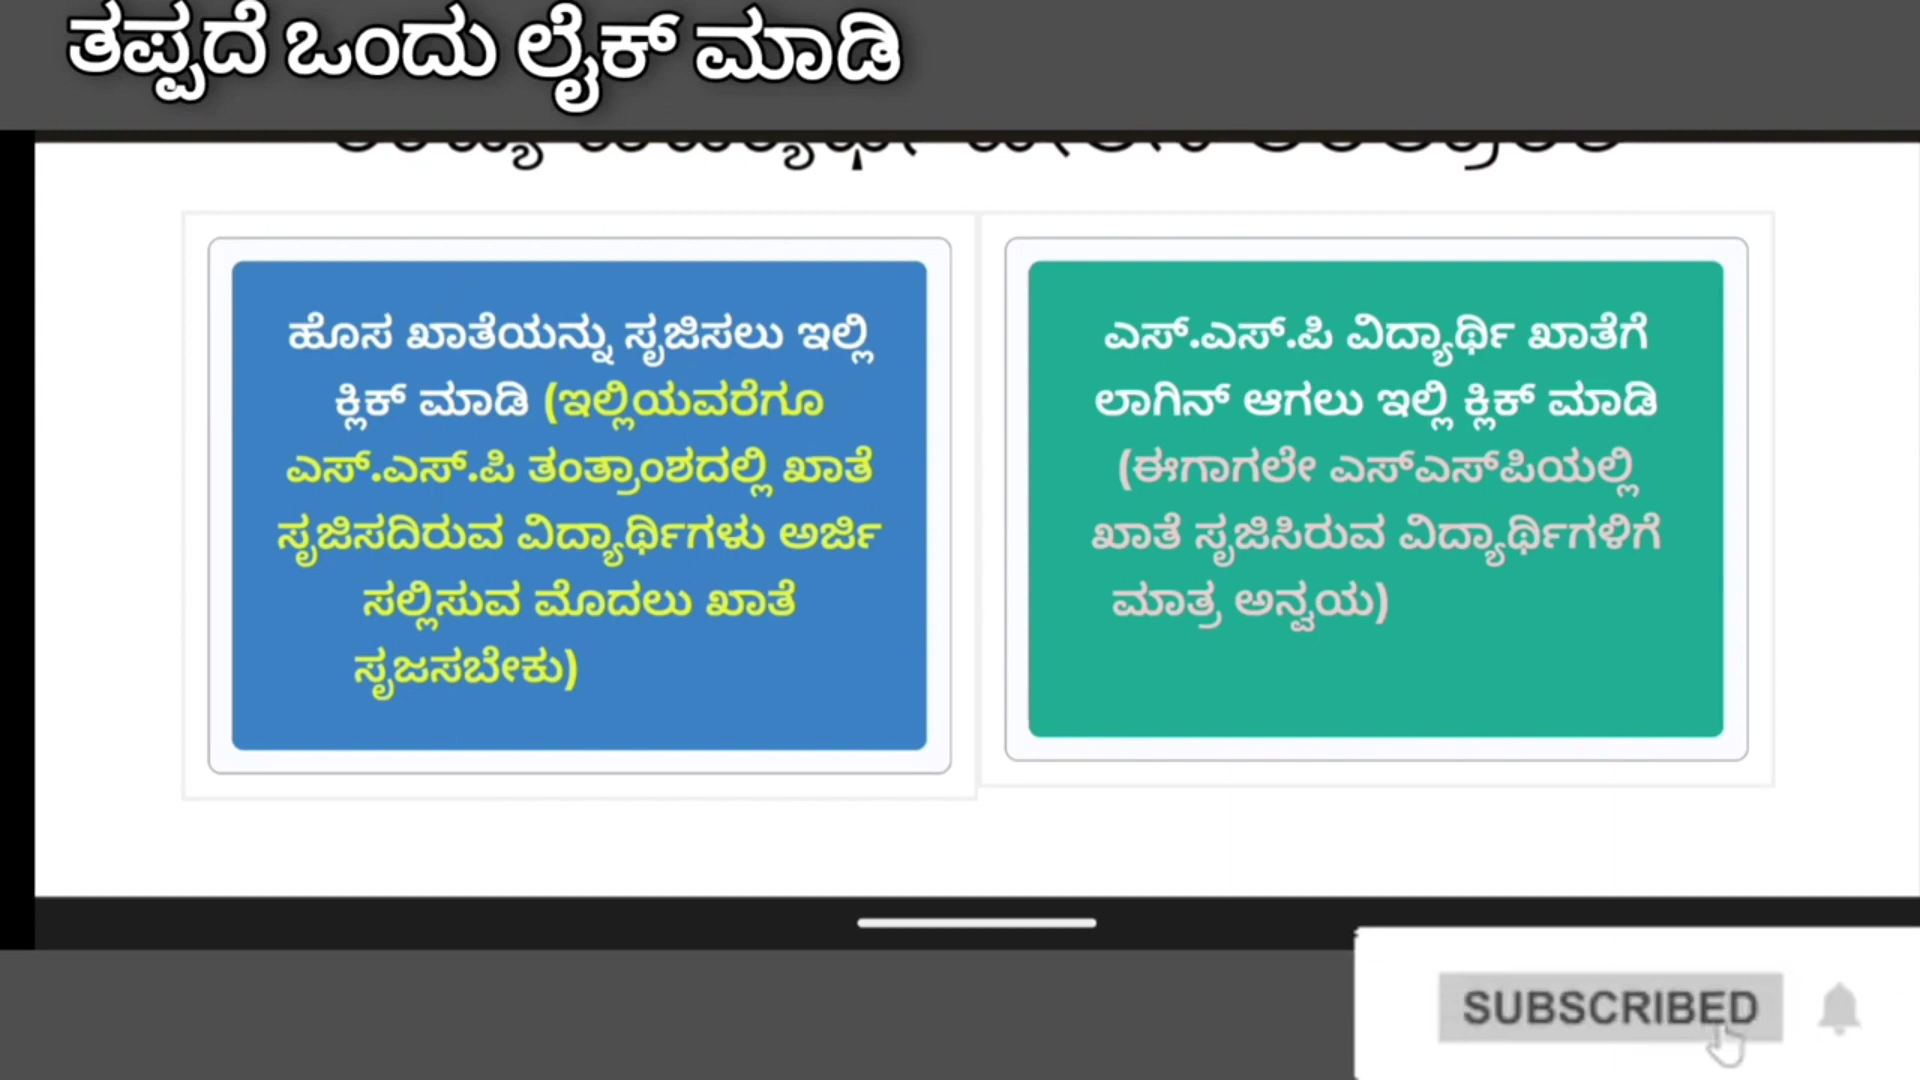 ತಪ್ಪದೆ ಒಂದು ಲೈಕ್ ಮಾಡಿ
ಹೊಸ ಖಾತೆಯನ್ನು ಸೃಜಿಸಲು ಇಲ್ಲಿ
ಕ್ಲಿಕ್ ಮಾಡಿ (ಇಲ್ಲಿಯವರೆಗೂ
ಎಸ್.ಎಸ್.ಪಿ ತಂತ್ರಾಂಶದಲ್ಲಿ ಖಾತೆ
ಸೃಜಿಸದಿರುವ ವಿದ್ಯಾರ್ಥಿಗಳು ಅರ್ಜಿ
ಸಲ್ಲಿಸುವ ಮೊದಲು ಖಾತೆ
ಸೃಜಸಬೇಕು)
ಎಸ್.ಎಸ್.ಪಿ ವಿದ್ಯಾರ್ಥಿ ಖಾತೆಗೆ
ಲಾಗಿನ್ ಆಗಲು ಇಲ್ಲಿ ಕ್ಲಿಕ್ ಮಾಡಿ
(ಈಗಾಗಲೇ ಎಸ್ಎಸ್ಪಿಯಲ್ಲಿ
ಖಾತೆ ಸೃಜಿಸಿರುವ ವಿದ್ಯಾರ್ಥಿಗಳಿಗೆ
ಮಾತ್ರ ಅನ್ವಯ)
SUBSCRIBED